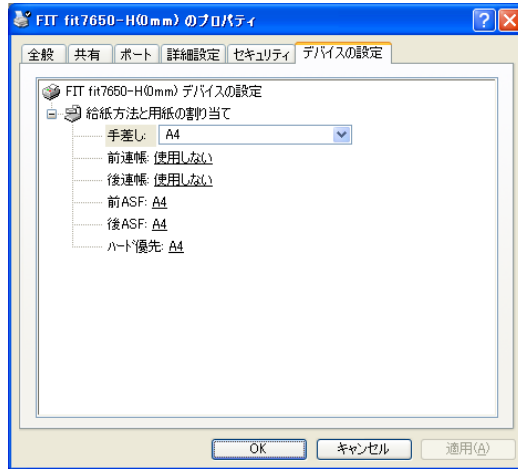 FIT fit7650-H(0mm) のプロパティ
全般 共有 ポート 詳細設定 セキュリティ デバイスの設定
FIT fit7650-H(0mm) デバイスの設定
給紙方法と用紙の割り当て
手差し: A4
前連帳: 使用しない
後連帳: 使用しない
前ASF: A4
後ASF: A4
ハード優先: A4
OK キャンセル 適用(A)